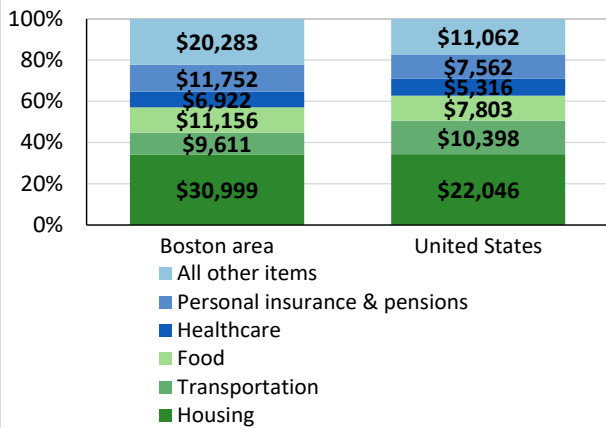 100%
80%
60%
40%
20%
0%
$20,283
$11,752
$6,922
$11,156
$9,611
$30,999
$11,062
$7,562
$5,316
$7,803
$10,398
$22,046
Boston area
United States
All other items
Personal insurance & pensions
Healthcare
Food
Transportation
Housing